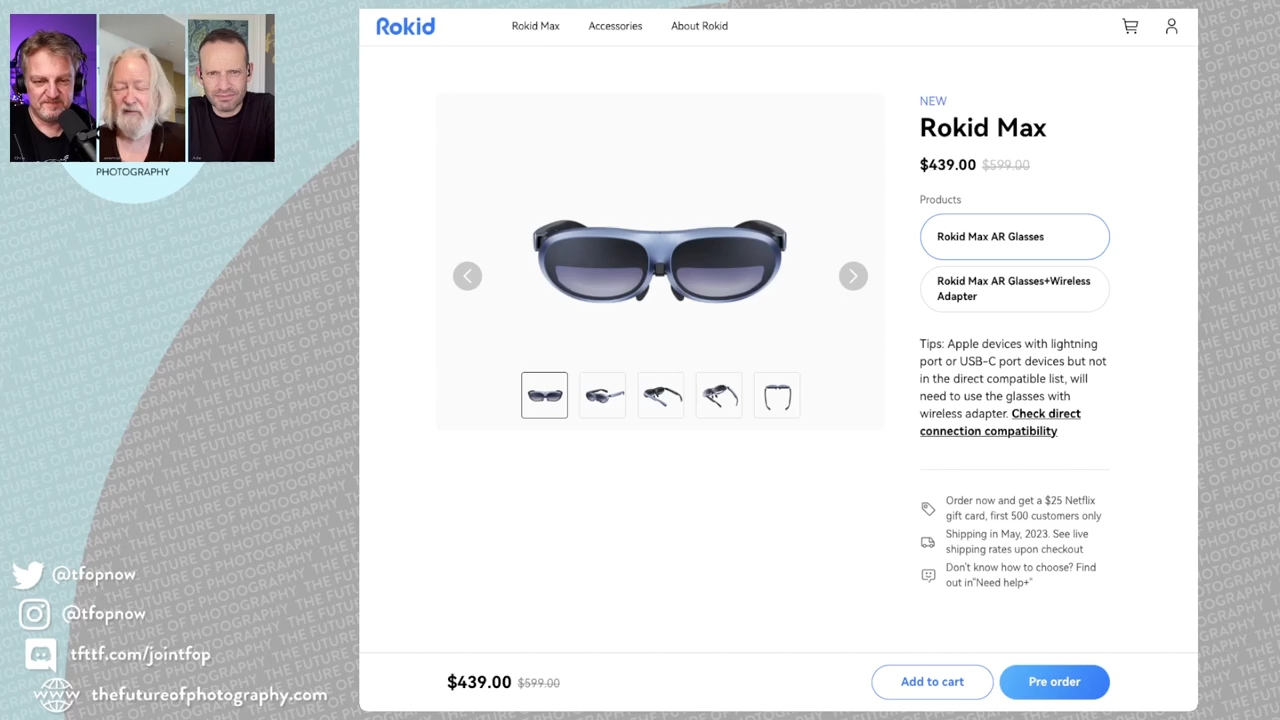 Rokid
Rokid Max
Accessories
About Rokid
PHOTOGRAPHY
NEW
Rokid Max
$439.00 $599.00
Products
Rokid Max AR Glasses
Rokid Max AR Glasses+Wireless
Adapter
Tips: Apple devices with lightning
port or USB-C port devices but not
in the direct compatible list, will
need to use the glasses with
wireless adapter. Check direct
connection compatibility
Order now and get a $25 Netflix
gift card, first 500 customers only
Shipping in May, 2023. See live
shipping rates upon checkout
Don't know how to choose? Find
out in"Need help+"
@tfopnow
@tfopnow
tfttf.com/jointfop
thefutureofphotography.com
$439.00 $599.00
Add to cart
Pre order
THE FUTURE OF PHOTOGRAPHY